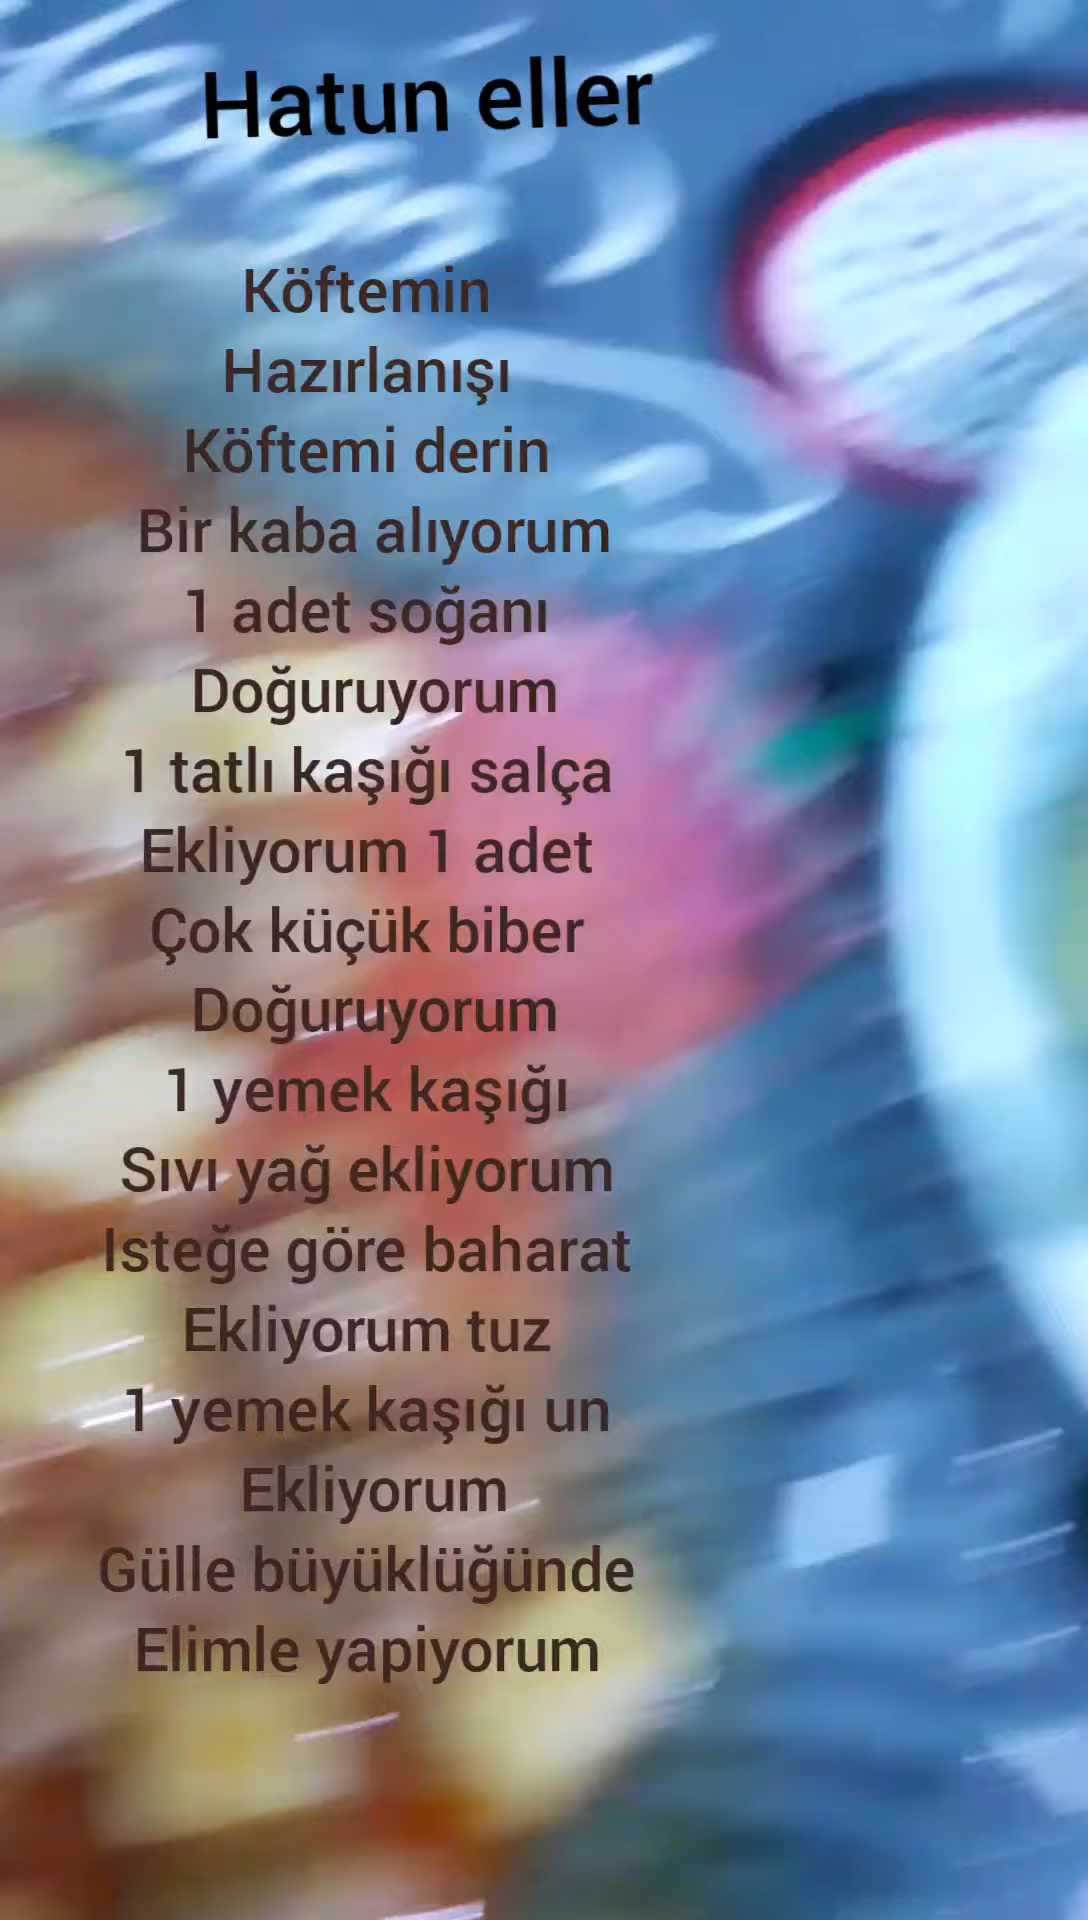 Hatun eller
Köftemin
Hazırlanışı
Köftemi derin
Bir kaba alıyorum
1 adet soğanı
Doğuruyorum
1 tatlı kaşığı salça
Ekliyorum 1 adet
Çok küçük biber
Doğuruyorum
1 yemek kaşığı
Sıvı yağ ekliyorum
Isteğe göre baharat
Ekliyorum tuz
1 yemek kaşığı un
Ekliyorum
Gülle büyüklüğünde
Elimle yapiyorum